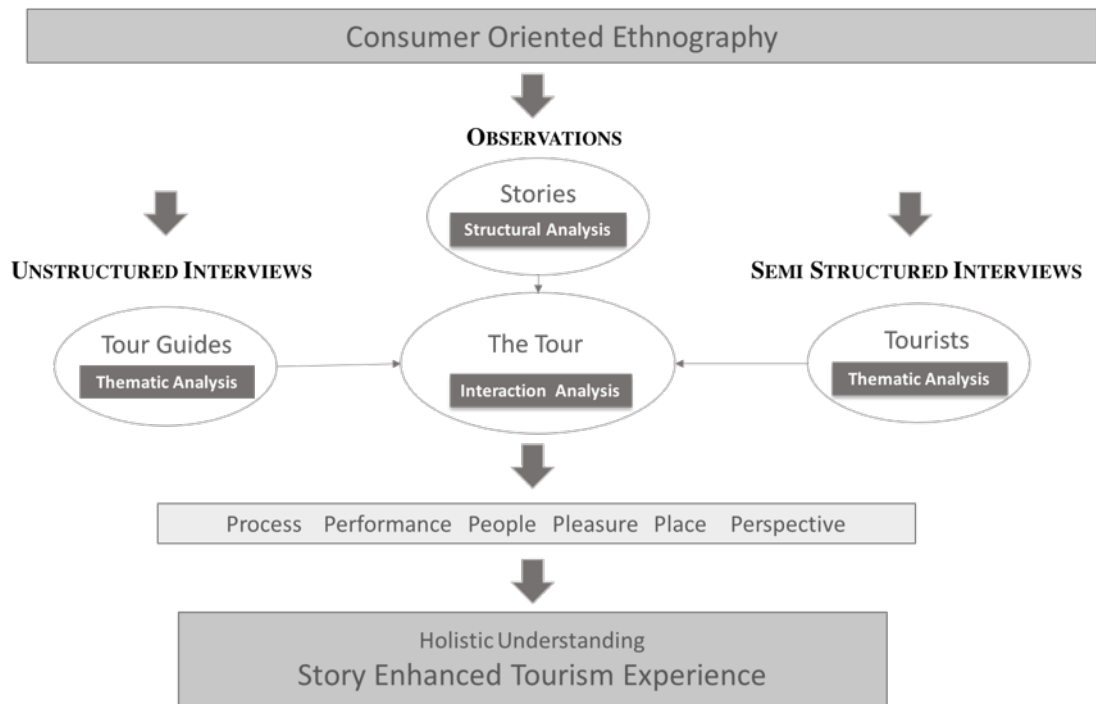 Consumer Oriented Ethnography
OBSERVATIONS
Stories
Structural Analysis
UNSTRUCTURED INTERVIEWS
SEMI STRUCTURED INTERVIEWS
Tour Guides
Thematic Analysis
The Tour
Interaction Analysis
Tourists
Thematic Analysis
Process Performance People Pleasure Place Perspective
Holistic Understanding
Story Enhanced Tourism Experience